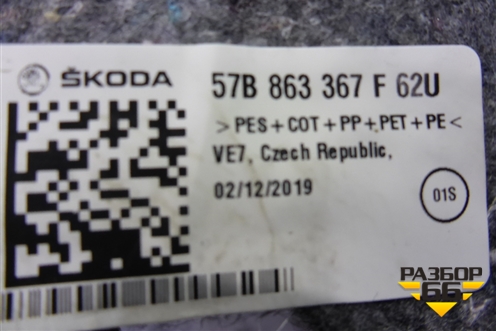 ŠKODA
57B 863 367 F 62U
>PES+COT+PP+PET+PE<
VE7, Czech Republic,
02/12/2019
01S
РАЗБОР
66